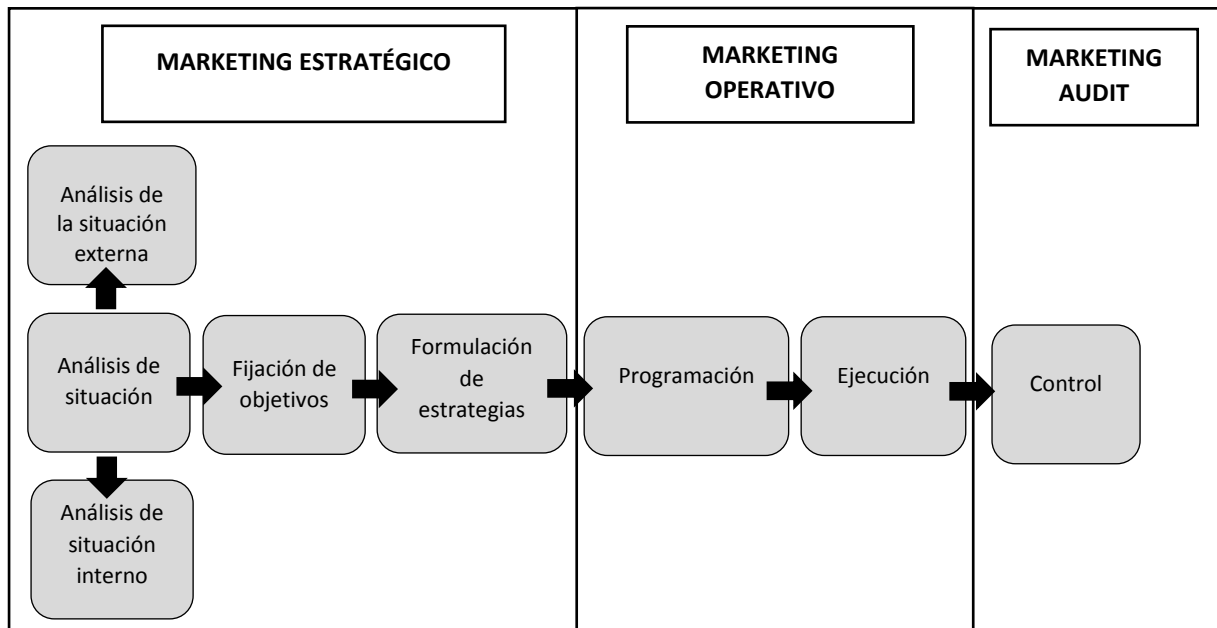 MARKETING ESTRATÉGICO
MARKETING
OPERATIVO
MARKETING
AUDIT
Análisis de
la situación
externa
Análisis de
situación
Fijación de
objetivos
Formulación
de
estrategias
Programación
Ejecución
Control
Análisis de
situación
interno